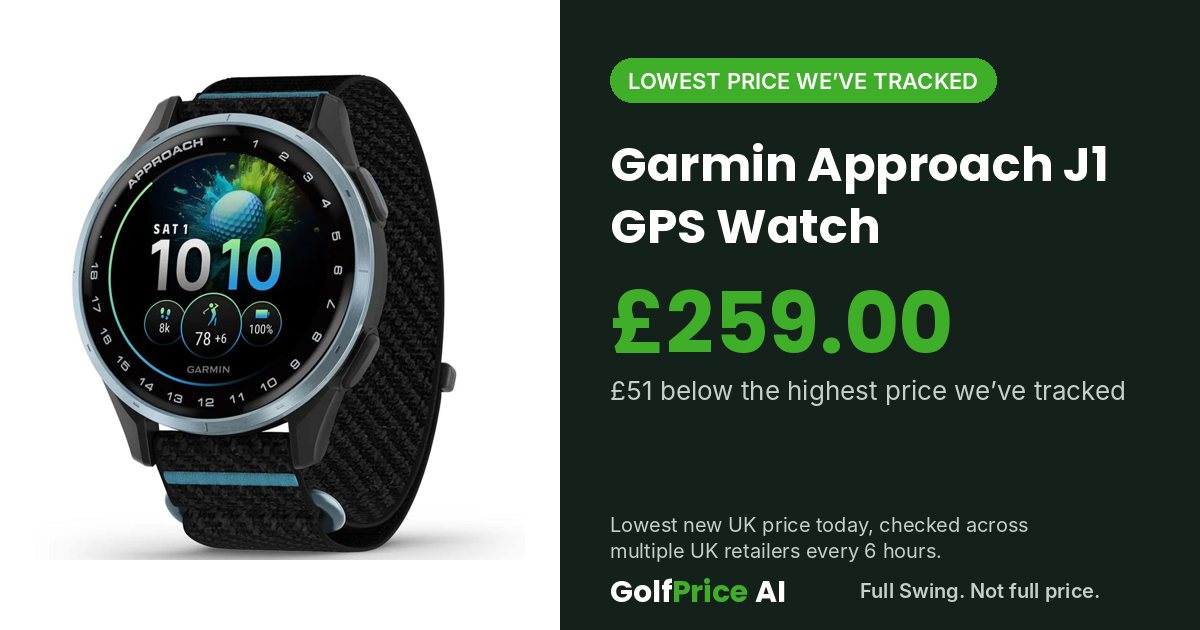 APPROACH
1
2
3
4
5
6
7
8
9
10
11
12
13
14
15
16
17
18
SAT 1
10 10
8k
78 +6
100%
GARMIN
LOWEST PRICE WE’VE TRACKED
Garmin Approach J1
GPS Watch
£259.00
£51 below the highest price we’ve tracked
Lowest new UK price today, checked across
multiple UK retailers every 6 hours.
GolfPrice AI
Full Swing. Not full price.